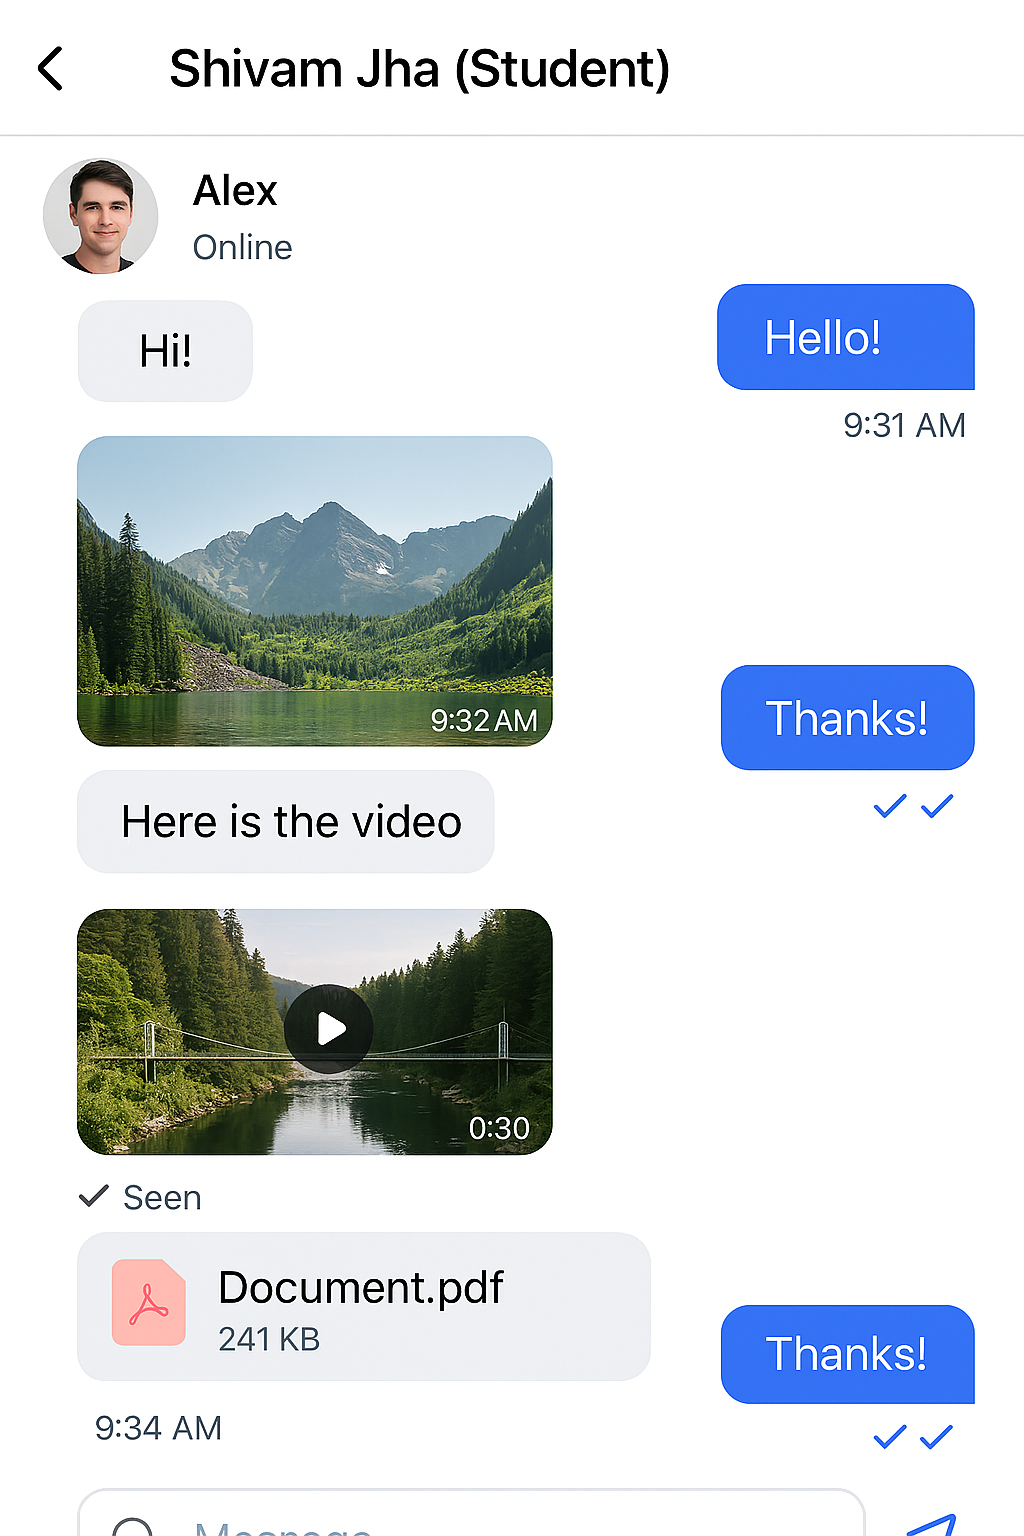 Shivam Jha (Student)
Alex
Online
Hello!
Hi!
9:31 AM
9:32 AM
Thanks!
Here is the video
0:30
Seen
Document.pdf
241 KB
Thanks!
9:34 AM
Message